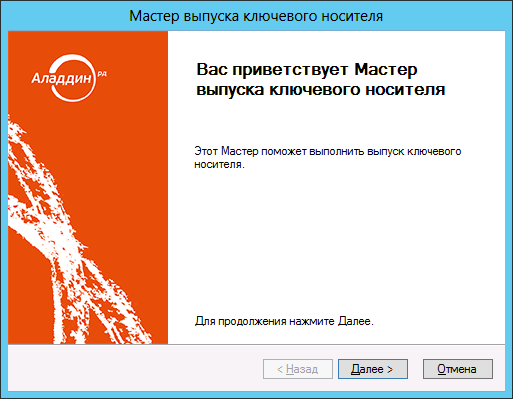 Мастер выпуска ключевого носителя
Аладдин РД
Вас приветствует Мастер
выпуска ключевого носителя
Этот Мастер поможет выполнить выпуск ключевого
носителя.
Для продолжения нажмите Далее.
< Назад Далее > Отмена